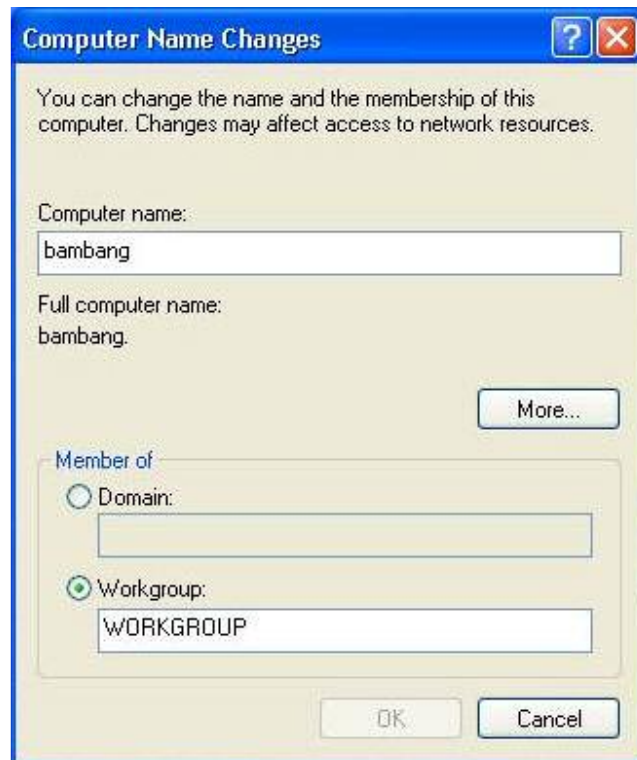 Computer Name Changes
You can change the name and the membership of this
computer. Changes may affect access to network resources.
Computer name:
bambang
Full computer name:
bambang.
More...
Member of
Domain:
Workgroup:
WORKGROUP
OK
Cancel